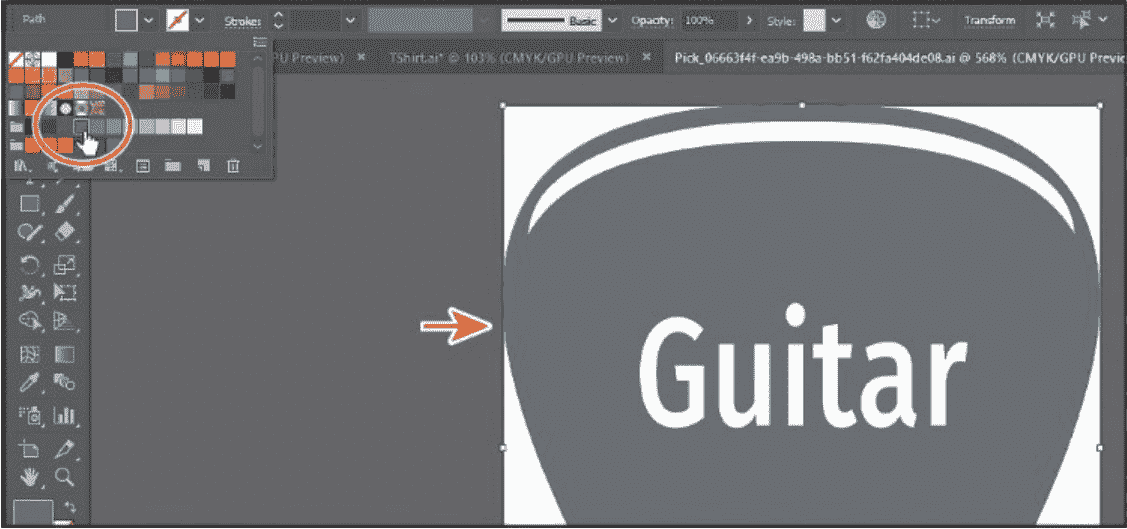 Path Stroke: Basic Opacity: 100% Style: Transform
PU Preview) × TShirt.ai* @ 103% (CMYK/GPU Preview) × Pick_06663f4f-ea9b-498a-bb51-f62fa404de08.ai @ 568% (CMYK/GPU Previe
Guitar